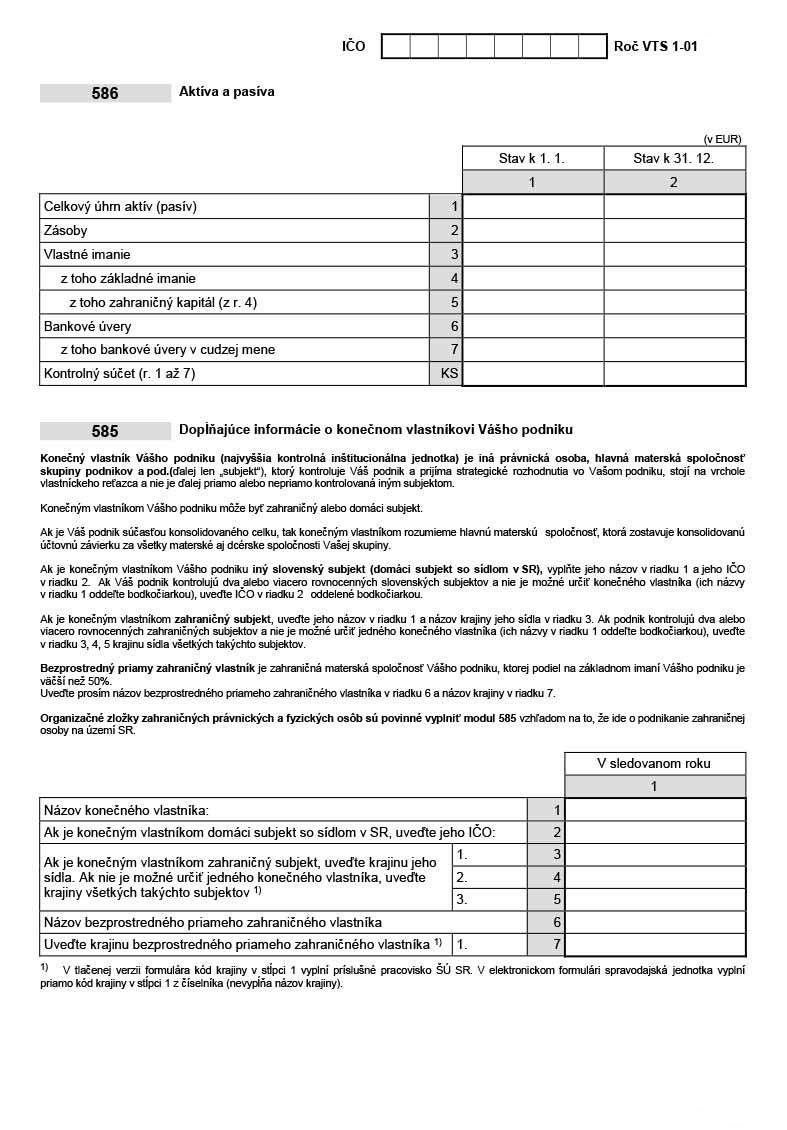 IČO Roč VTS 1-01
586 Aktíva a pasíva
(v EUR)
Stav k 1. 1. Stav k 31. 12.
1 2
Celkový úhrn aktív (pasív) 1
Zásoby 2
Vlastné imanie 3
z toho základné imanie 4
z toho zahraničný kapitál (z r. 4) 5
Bankové úvery 6
z toho bankové úvery v cudzej mene 7
Kontrolný súčet (r. 1 až 7) KS
585 Dopĺňajúce informácie o konečnom vlastníkovi Vášho podniku
Konečný vlastník Vášho podniku (najvyššia kontrolná inštitucionálna jednotka) je iná právnická osoba, hlavná materská spoločnosť
skupiny podnikov a pod.(ďalej len „subjekt“), ktorý kontroluje Váš podnik a prijíma strategické rozhodnutia vo Vašom podniku, stojí na vrchole
vlastníckeho reťazca a nie je ďalej priamo alebo nepriamo kontrolovaná iným subjektom.
Konečným vlastníkom Vášho podniku môže byť zahraničný alebo domáci subjekt.
Ak je Váš podnik súčasťou konsolidovaného celku, tak konečným vlastníkom rozumieme hlavnú materskú spoločnosť, ktorá zostavuje konsolidovanú
účtovnú závierku za všetky materské aj dcérske spoločnosti Vašej skupiny.
Ak je konečným vlastníkom Vášho podniku iný slovenský subjekt (domáci subjekt so sídlom v SR), vyplňte jeho názov v riadku 1 a jeho IČO
v riadku 2. Ak Váš podnik kontrolujú dva alebo viacero rovnocenných slovenských subjektov a nie je možné určiť konečného vlastníka (ich názvy
v riadku 1 oddeľte bodkočiarkou), uveďte IČO v riadku 2 oddelené bodkočiarkou.
Ak je konečným vlastníkom zahraničný subjekt, uveďte jeho názov v riadku 1 a názov krajiny jeho sídla v riadku 3. Ak podnik kontrolujú dva alebo
viacero rovnocenných zahraničných subjektov a nie je možné určiť jedného konečného vlastníka (ich názvy v riadku 1 oddeľte bodkočiarkou), uveďte
v riadku 3, 4, 5 krajinu sídla všetkých takýchto subjektov.
Bezprostredný priamy zahraničný vlastník je zahraničná materská spoločnosť Vášho podniku, ktorej podiel na základnom imaní Vášho podniku je
väčší než 50%.
Uveďte prosím názov bezprostredného priameho zahraničného vlastníka v riadku 6 a názov krajiny v riadku 7.
Organizačné zložky zahraničných právnických a fyzických osôb sú povinné vyplniť modul 585 vzhľadom na to, že ide o podnikanie zahraničnej
osoby na území SR.
V sledovanom roku
1
Názov konečného vlastníka: 1
Ak je konečným vlastníkom domáci subjekt so sídlom v SR, uveďte jeho IČO: 2
Ak je konečným vlastníkom zahraničný subjekt, uveďte krajinu jeho 1. 3
sídla. Ak nie je možné určiť jedného konečného vlastníka, uveďte 2. 4
krajiny všetkých takýchto subjektov 1) 3. 5
Názov bezprostredného priameho zahraničného vlastníka 6
Uveďte krajinu bezprostredného priameho zahraničného vlastníka 1) 1. 7
1) V tlačenej verzii formulára kód krajiny v stĺpci 1 vyplní príslušné pracovisko ŠÚ SR. V elektronickom formulári spravodajská jednotka vyplní
priamo kód krajiny v stĺpci 1 z číselníka (nevypĺňa názov krajiny).